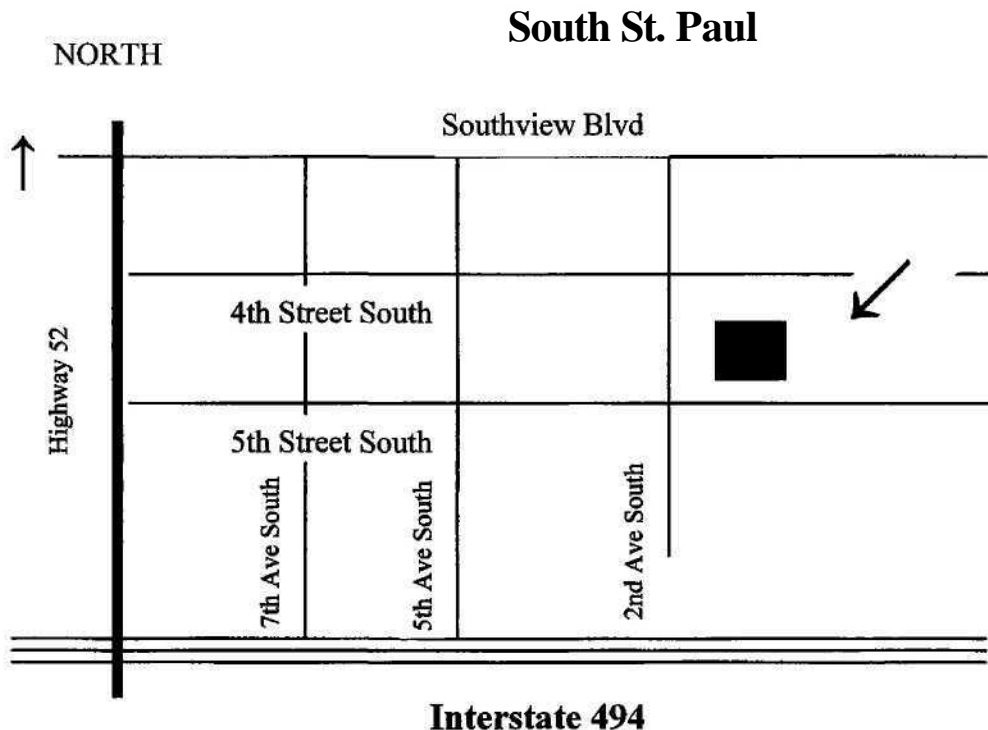 South St. Paul
NORTH
Southview Blvd
4th Street South
Highway 52
5th Street South
7th Ave South
5th Ave South
2nd Ave South
Interstate 494